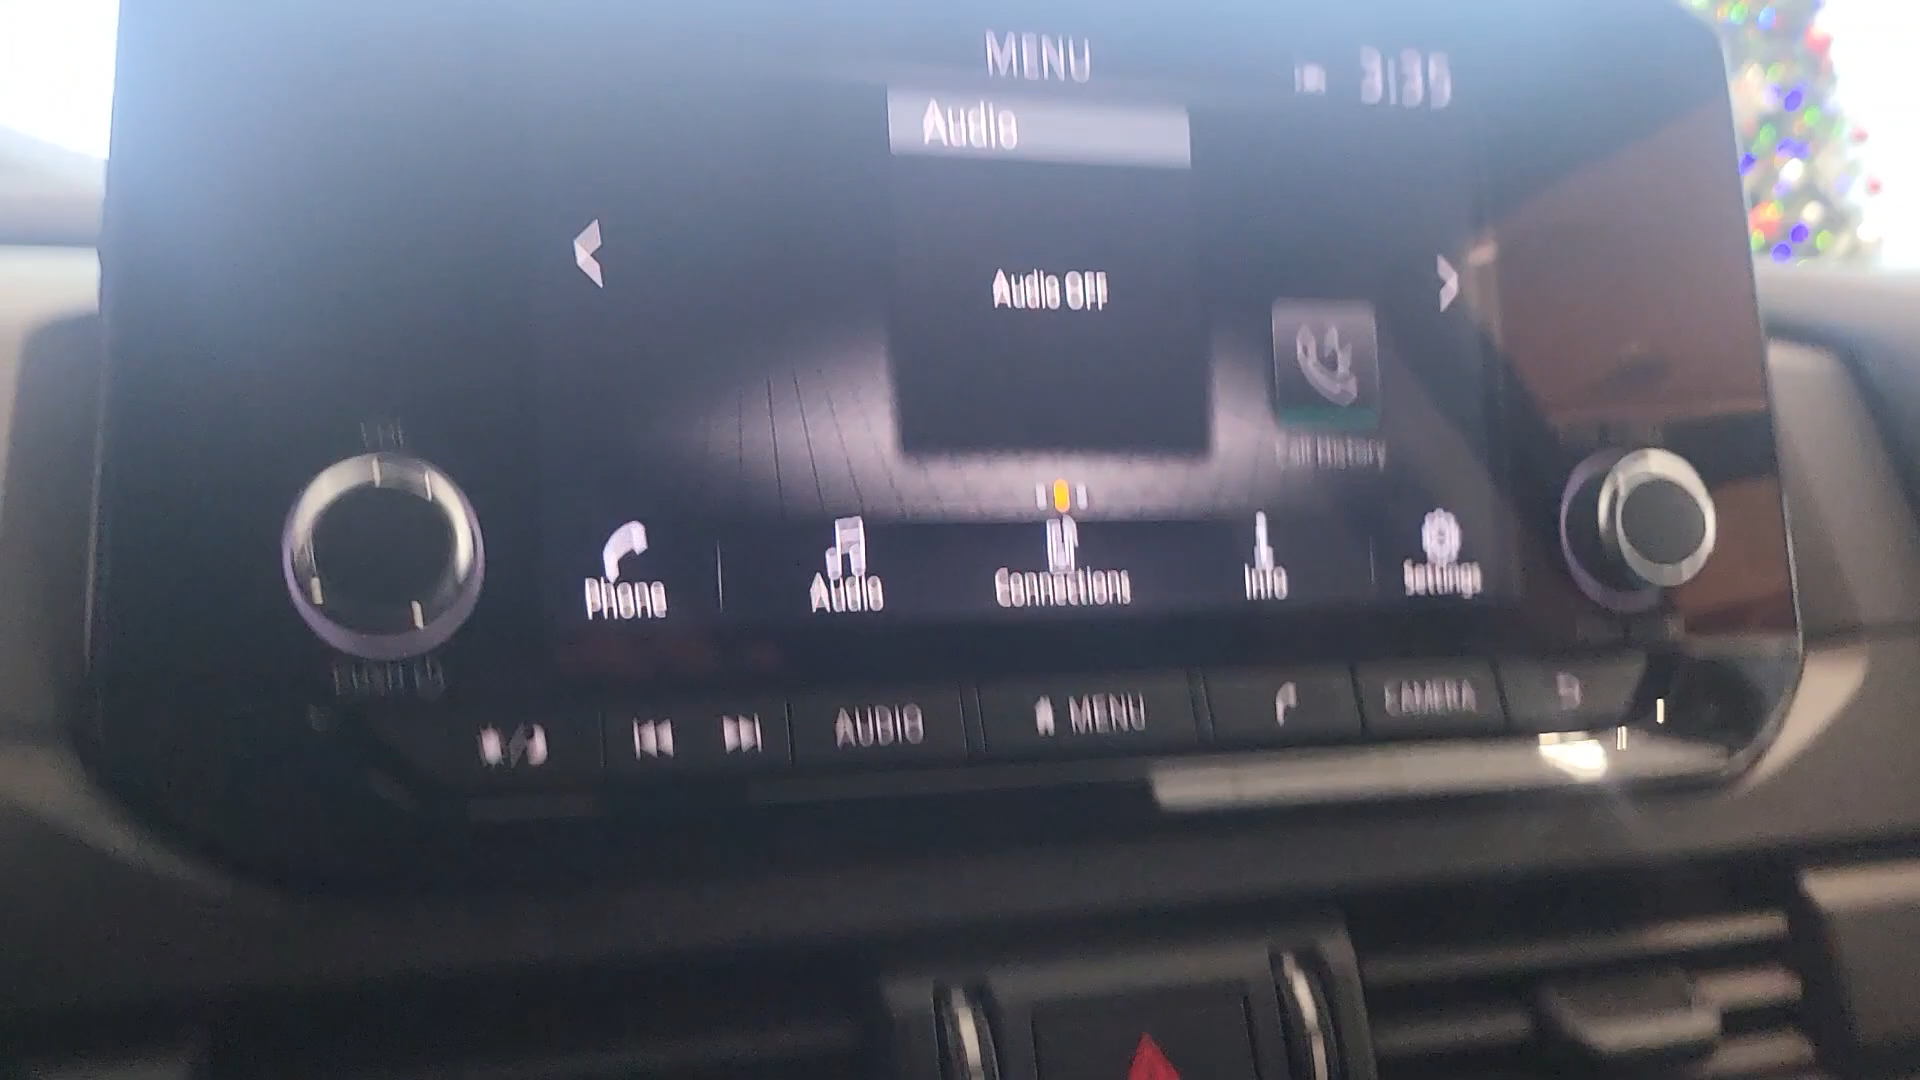 MENU
3:35
Audio
Audio OFF
Call history
Phone
Audio
Connections
Info
Settings
AUDIO
MENU
CAMERA